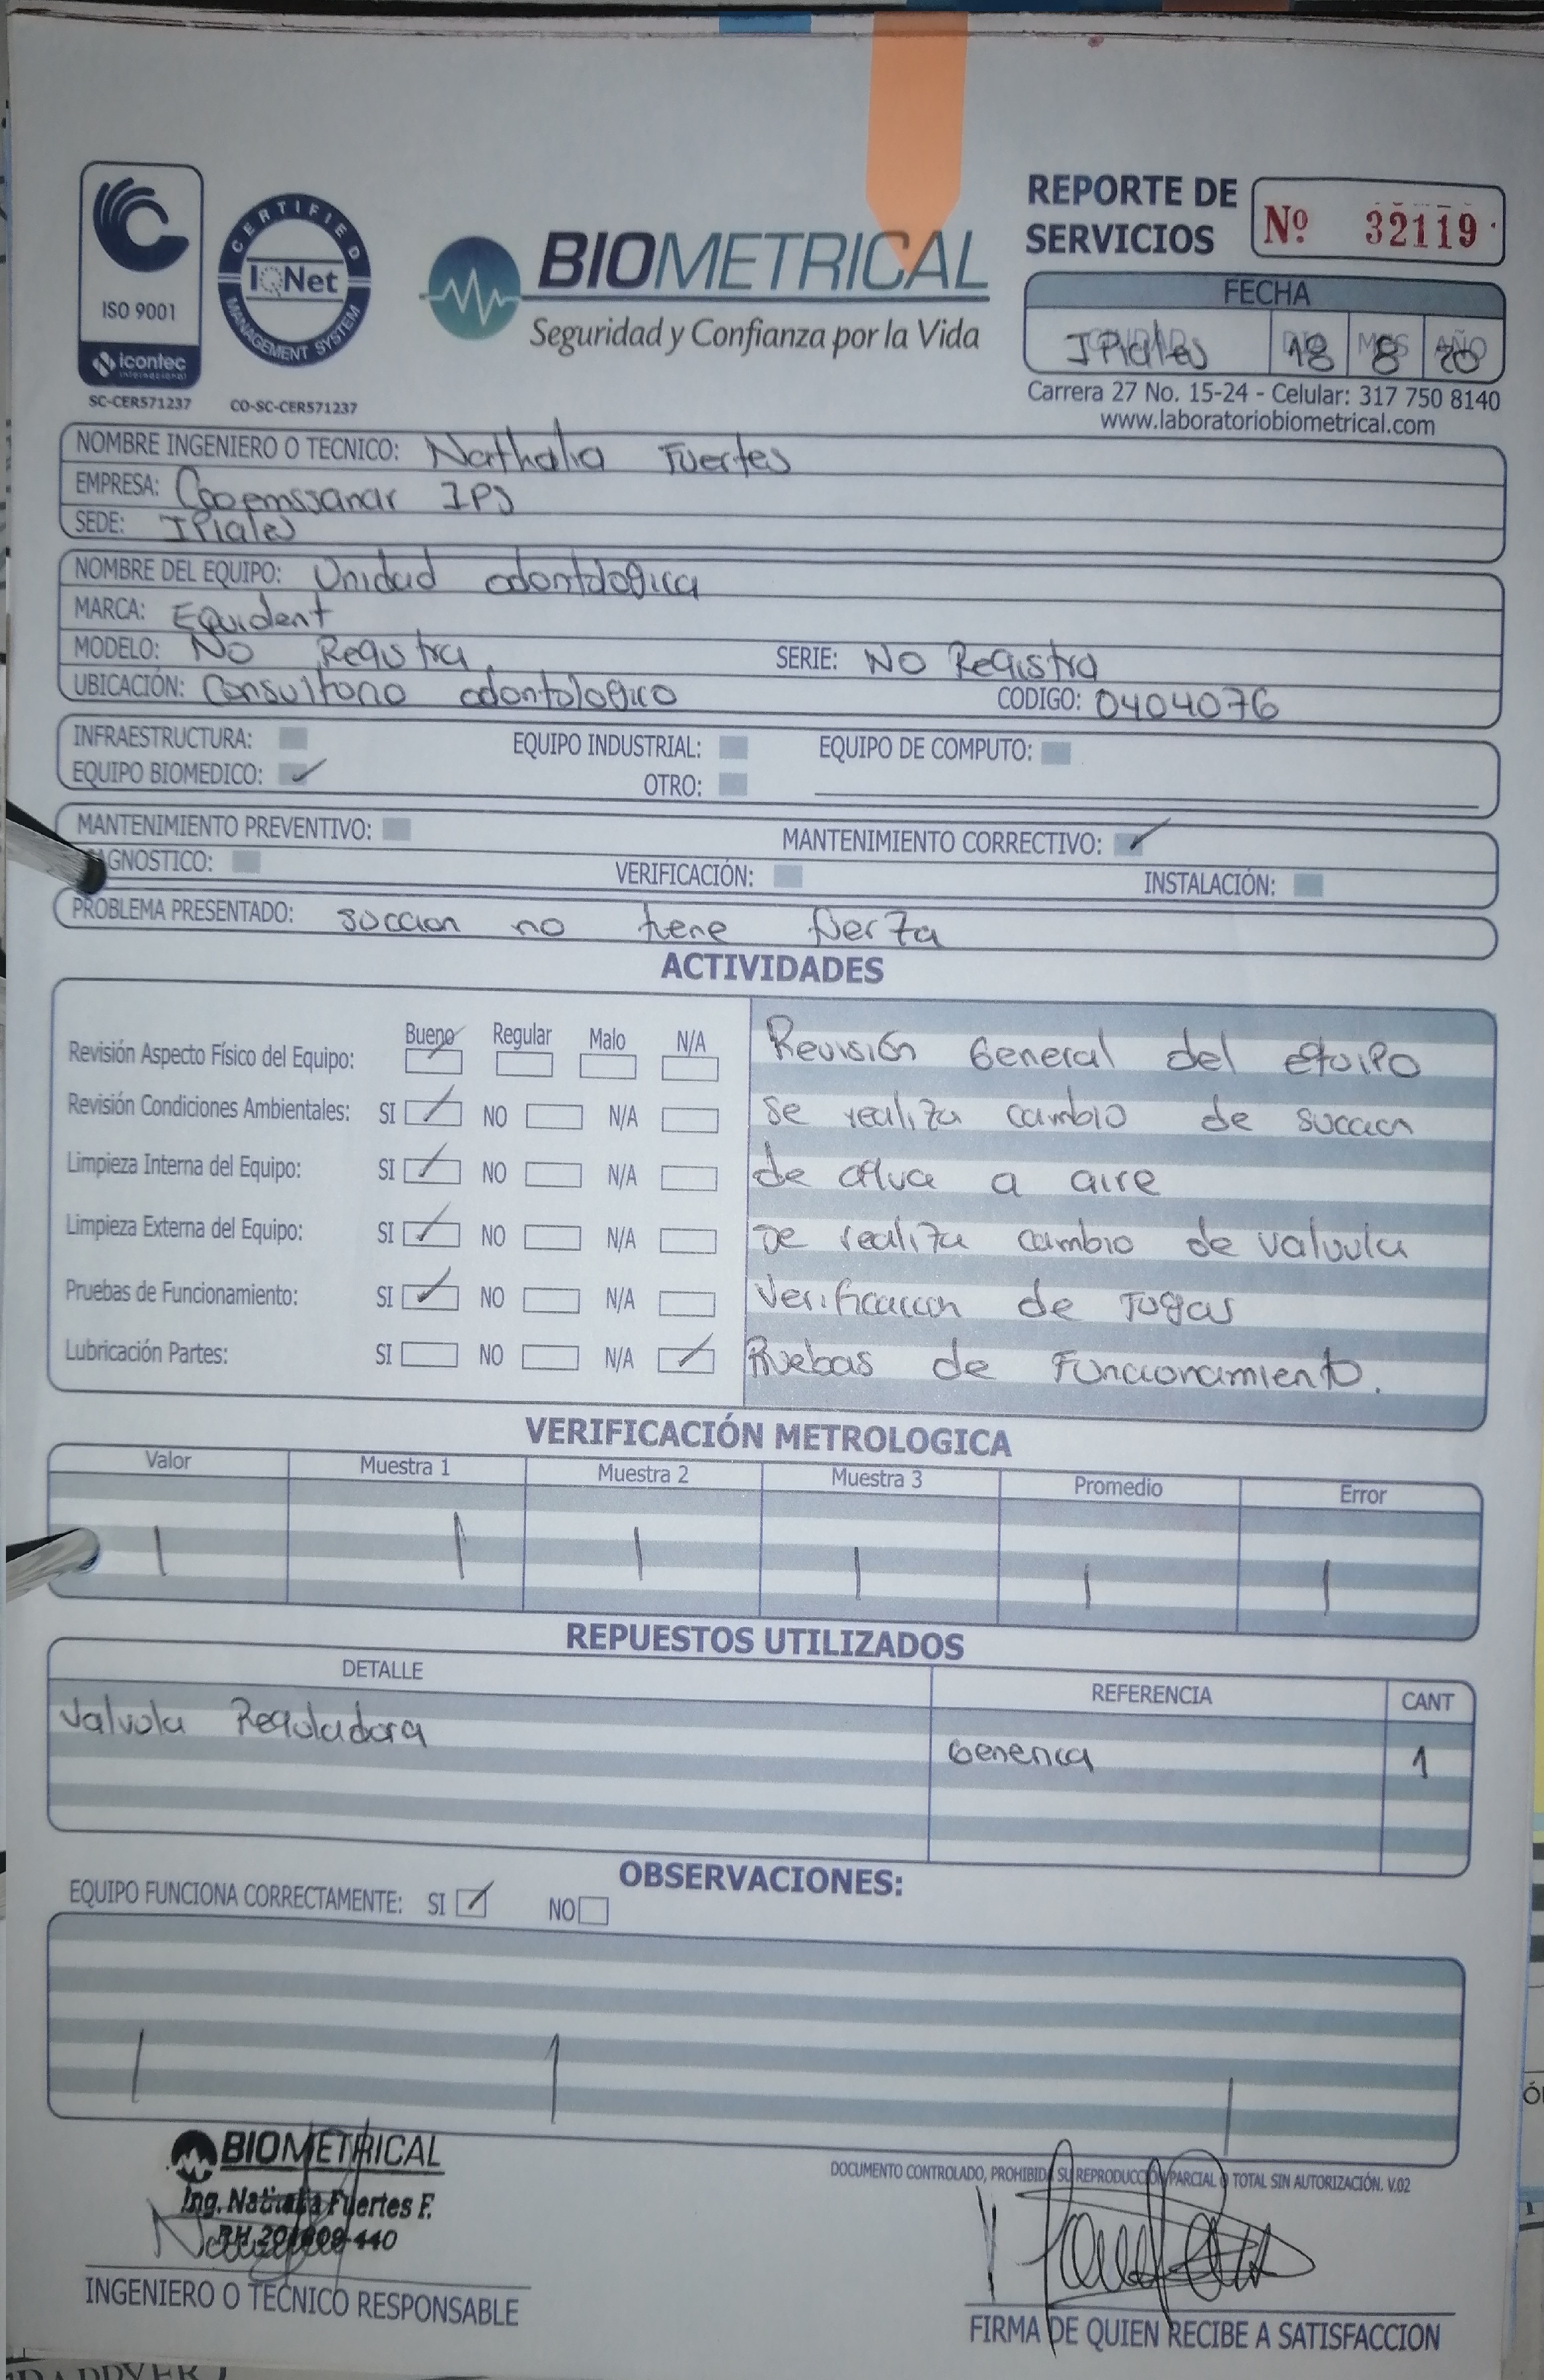 REPORTE DE
SERVICIOS
Nº 32119
ISO 9001
icontec
internacional
SC-CER571237
CERTIFIED
IQNet
MANAGEMENT SYSTEM
CO-SC-CER571237
BIOMETRICAL
Seguridad y Confianza por la Vida
FECHA
CIUDAD DIA MES AÑO
IPiales 18 8 20
Carrera 27 No. 15-24 - Celular: 317 750 8140
www.laboratoriobiometrical.com
NOMBRE INGENIERO O TECNICO: Nathalia Fuertes
EMPRESA: Cooemssanar IPS
SEDE: IPiales
NOMBRE DEL EQUIPO: Unidad odontologica
MARCA: Equident
MODELO: No Registra SERIE: No Registra
UBICACIÓN: Consultorio odontologico CODIGO: 0404076
INFRAESTRUCTURA: EQUIPO INDUSTRIAL: EQUIPO DE COMPUTO:
EQUIPO BIOMEDICO: ✓ OTRO:
MANTENIMIENTO PREVENTIVO: MANTENIMIENTO CORRECTIVO: ✓
AGNOSTICO: VERIFICACIÓN: INSTALACIÓN:
PROBLEMA PRESENTADO: succion no tiene fuerza
ACTIVIDADES
Bueno Regular Malo N/A
Revisión Aspecto Físico del Equipo:
Revisión Condiciones Ambientales: SI NO N/A
Limpieza Interna del Equipo: SI NO N/A
Limpieza Externa del Equipo: SI NO N/A
Pruebas de Funcionamiento: SI NO N/A
Lubricación Partes: SI NO N/A
Revisión General del equipo
se realiza cambio de succion
de agua a aire
se realiza cambio de valvula
Verificacion de Fugas
Pruebas de Funcionamiento.
VERIFICACIÓN METROLOGICA
Valor Muestra 1 Muestra 2 Muestra 3 Promedio Error
REPUESTOS UTILIZADOS
DETALLE REFERENCIA CANT
Valvula Reguladora Generica 1
OBSERVACIONES:
EQUIPO FUNCIONA CORRECTAMENTE: SI NO
BIOMETRICAL
Ing. Nathalia Fuertes F.
DOCUMENTO CONTROLADO, PROHIBIDA SU REPRODUCCIÓN PARCIAL O TOTAL SIN AUTORIZACIÓN. V.02
INGENIERO O TECNICO RESPONSABLE
FIRMA DE QUIEN RECIBE A SATISFACCION